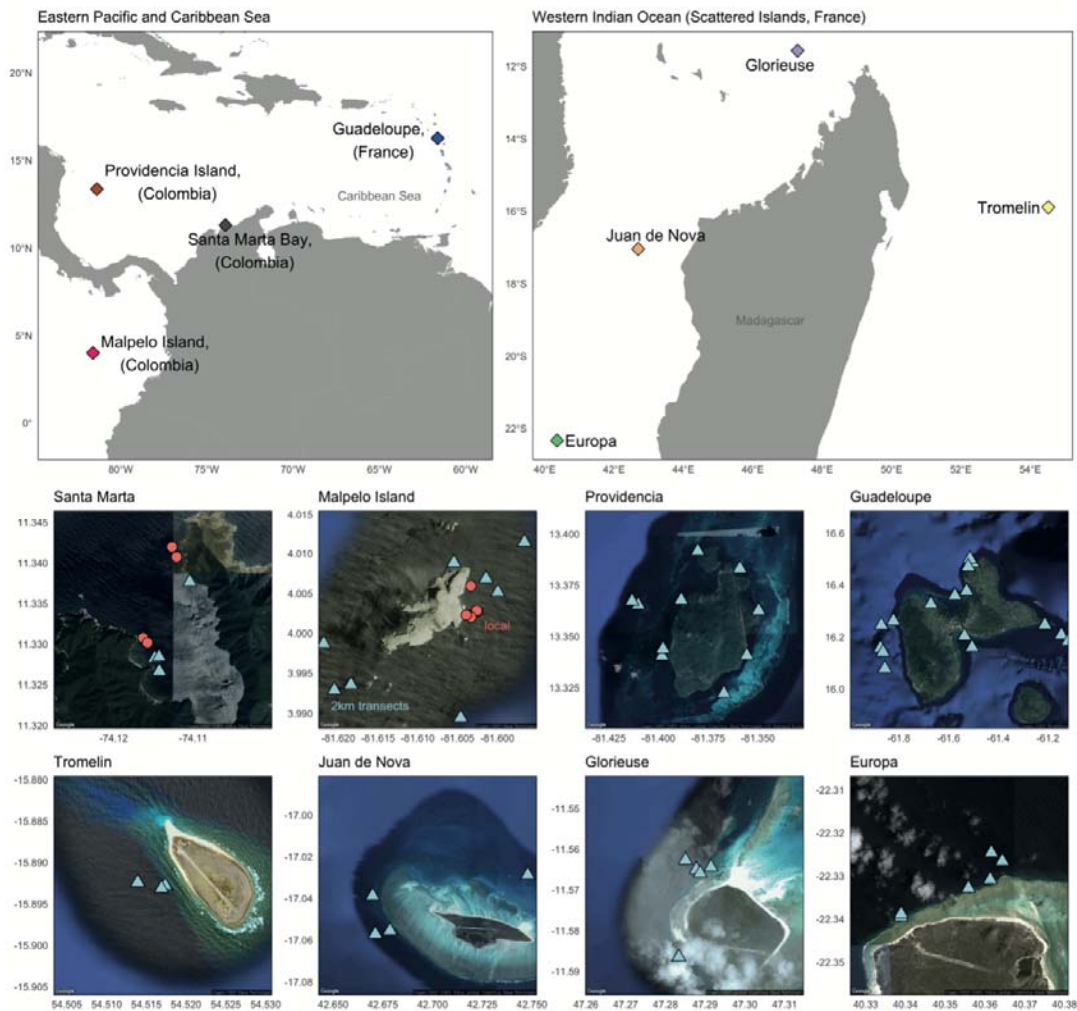 Eastern Pacific and Caribbean Sea
20°N
15°N
10°N
5°N
0°
80°W 75°W 70°W 65°W 60°W
Guadeloupe,
(France)
Providencia Island,
(Colombia)
Caribbean Sea
Santa Marta Bay,
(Colombia)
Malpelo Island,
(Colombia)
Western Indian Ocean (Scattered Islands, France)
12°S
14°S
16°S
18°S
20°S
22°S
40°E 42°E 44°E 46°E 48°E 50°E 52°E 54°E
Glorieuse
Tromelin
Juan de Nova
Madagascar
Europa
Santa Marta
11.345
11.340
11.335
11.330
11.325
11.320
-74.12 -74.11
Google
Malpelo Island
4.015
4.010
4.005
4.000
3.995
3.990
local
2km transects
-81.620 -81.615 -81.610 -81.605 -81.600
Google
Providencia
13.400
13.375
13.350
13.325
-81.425 -81.400 -81.375 -81.350
Google
Guadeloupe
16.6
16.4
16.2
16.0
-61.8 -61.6 -61.4 -61.2
Google
Tromelin
-15.880
-15.885
-15.890
-15.895
-15.900
-15.905
54.505 54.510 54.515 54.520 54.525 54.530
Google
Juan de Nova
-17.00
-17.02
-17.04
-17.06
-17.08
42.650 42.675 42.700 42.725 42.750
Google
Glorieuse
-11.55
-11.56
-11.57
-11.58
-11.59
47.26 47.27 47.28 47.29 47.30 47.31
Google
Europa
-22.31
-22.32
-22.33
-22.34
-22.35
40.33 40.34 40.35 40.36 40.37 40.38
Google